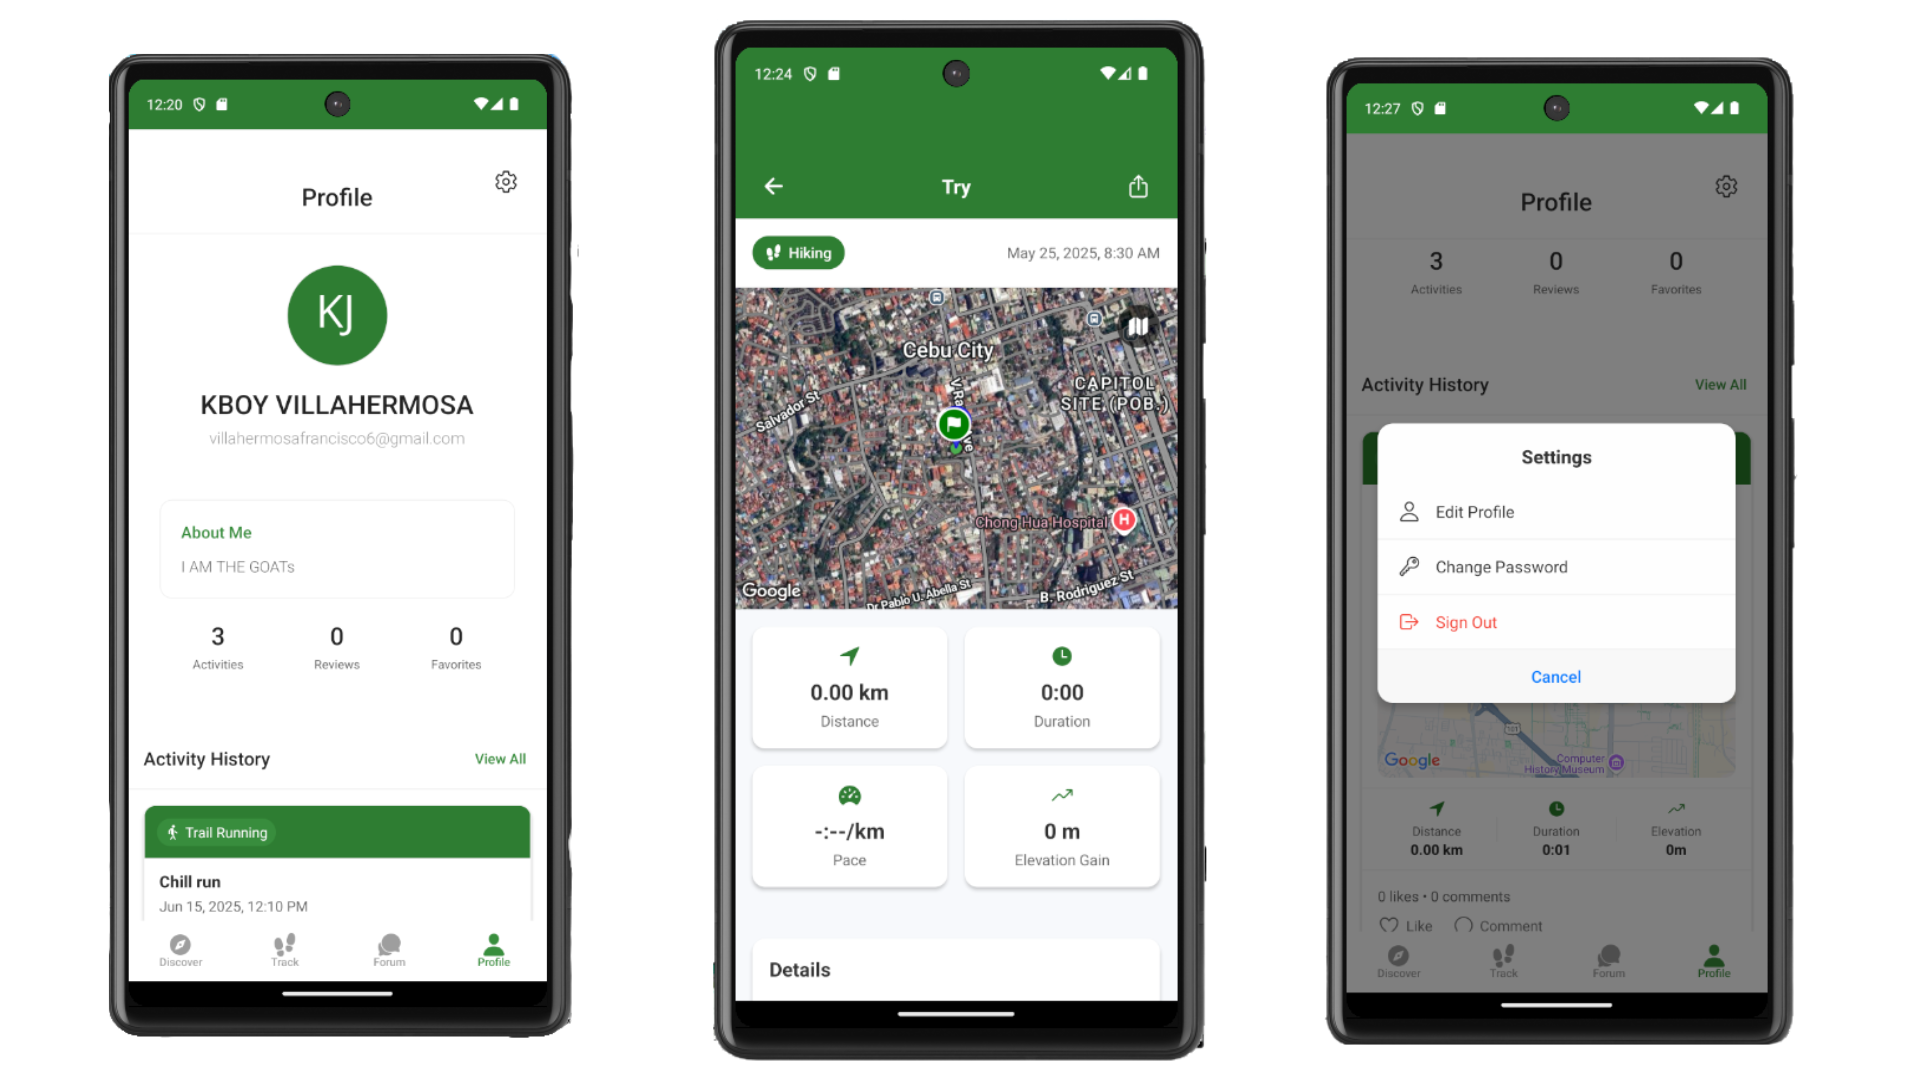 12:20
Profile
KJ
KBOY VILLAHERMOSA
villahermosafrancisco6@gmail.com
About Me
I AM THE GOATs
3
0
0
Activities
Reviews
Favorites
Activity History
View All
Trail Running
Chill run
Jun 15, 2025, 12:10 PM
Discover
Track
Forum
Profile
12:24
Try
Hiking
May 25, 2025, 8:30 AM
Cebu City
CAPITOL
SITE (POB.)
Salvador St
Chong Hua Hospital
H
Google
Dr Pablo U. Abella St
B. Rodriguez St
0.00 km
Distance
0:00
Duration
-:--/km
Pace
0 m
Elevation Gain
Details
12:27
Profile
3
0
0
Activities
Reviews
Favorites
Activity History
View All
Settings
Edit Profile
Change Password
Sign Out
Cancel
101
Google
Computer
History Museum
Distance
Duration
Elevation
0.00 km
0:01
0m
0 likes • 0 comments
Like
Comment
Discover
Track
Forum
Profile